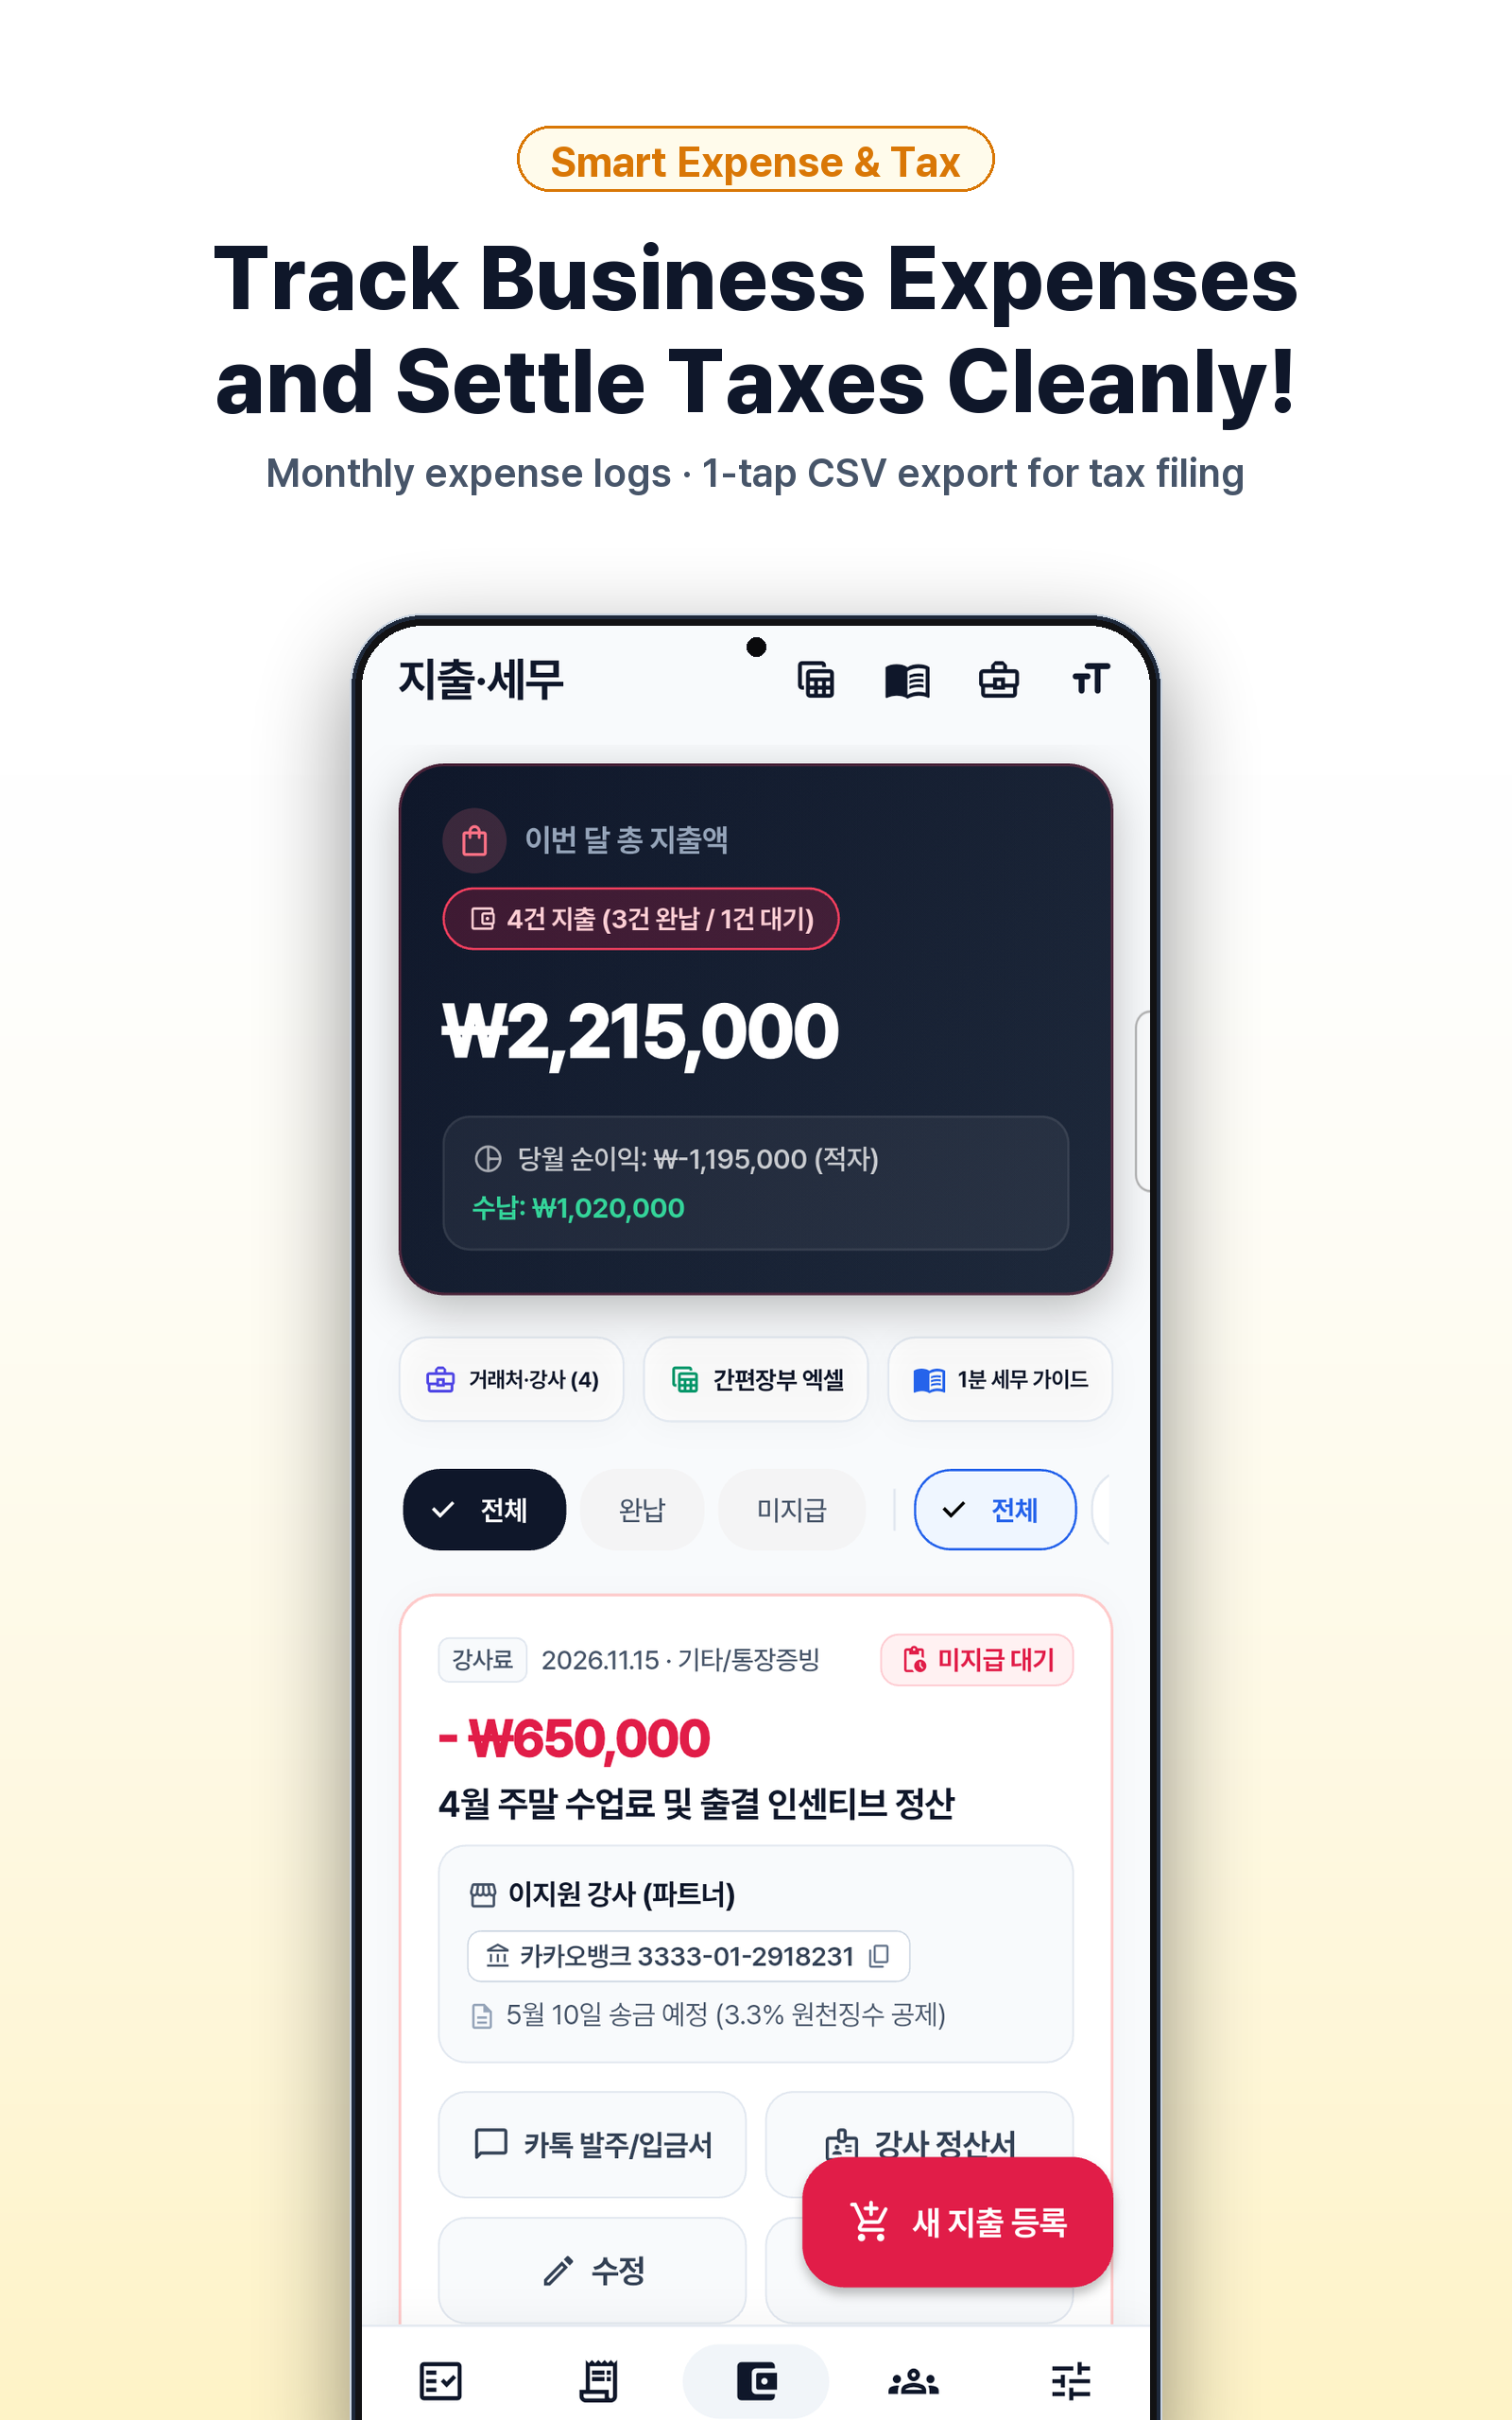 Smart Expense & Tax
Track Business Expenses
and Settle Taxes Cleanly!
Monthly expense logs · 1-tap CSV export for tax filing
지출·세무
이번 달 총 지출액
4건 지출 (3건 완납 / 1건 대기)
₩2,215,000
당월 순이익: ₩-1,195,000 (적자)
수납: ₩1,020,000
거래처·강사 (4) 간편장부 엑셀 1분 세무 가이드
전체 완납 미지급 전체
강사료 2026.11.15 · 기타/통장증빙 미지급 대기
- ₩650,000
4월 주말 수업료 및 출결 인센티브 정산
이지원 강사 (파트너)
카카오뱅크 3333-01-2918231
5월 10일 송금 예정 (3.3% 원천징수 공제)
카톡 발주/입금서 강사 정산서
새 지출 등록
수정